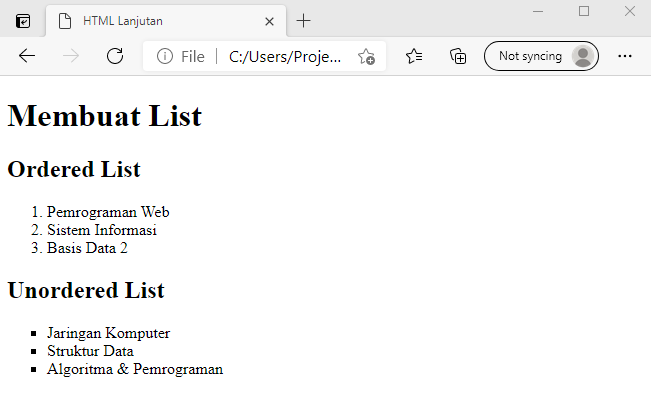 HTML Lanjutan
File
C:/Users/Proje...
Not syncing
Membuat List
Ordered List
1. Pemrograman Web
2. Sistem Informasi
3. Basis Data 2
Unordered List
▪ Jaringan Komputer
▪ Struktur Data
▪ Algoritma & Pemrograman